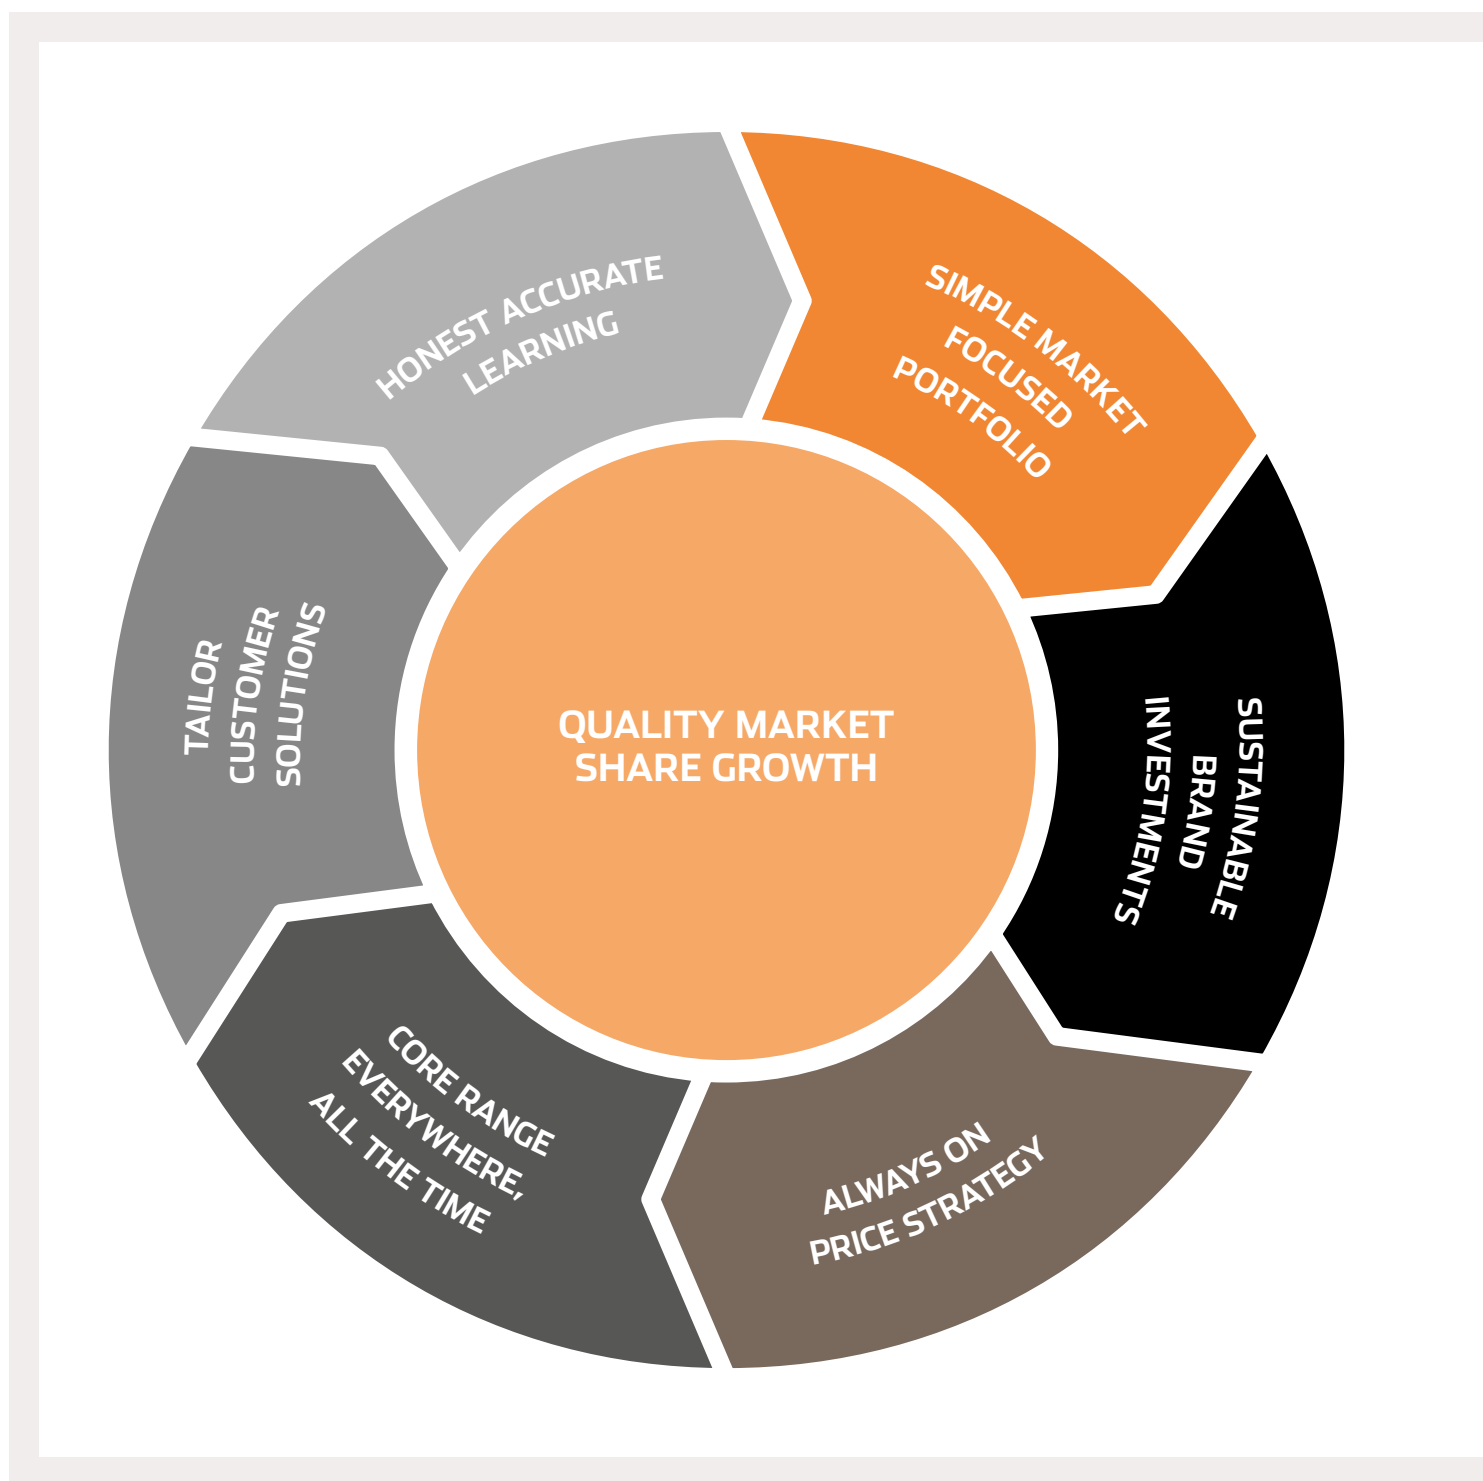 HONEST ACCURATE
LEARNING
SIMPLE MARKET
FOCUSED
PORTFOLIO
SUSTAINABLE
BRAND
INVESTMENTS
ALWAYS ON
PRICE STRATEGY
CORE RANGE
EVERYWHERE,
ALL THE TIME
TAILOR
CUSTOMER
SOLUTIONS
QUALITY MARKET
SHARE GROWTH